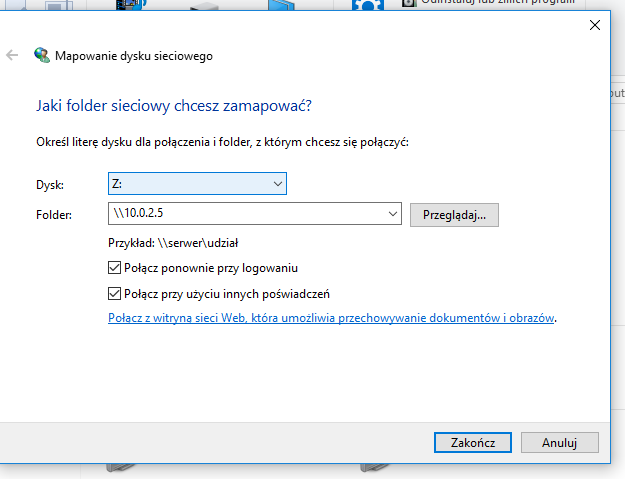 Odinstaluj lub zmień program
Mapowanie dysku sieciowego
Jaki folder sieciowy chcesz zamapować?
Określ literę dysku dla połączenia i folder, z którym chcesz się połączyć:
Dysk:
Z:
Folder:
\\10.0.2.5
Przeglądaj...
Przykład: \\serwer\udział
Połącz ponownie przy logowaniu
Połącz przy użyciu innych poświadczeń
Połącz z witryną sieci Web, która umożliwia przechowywanie dokumentów i obrazów.
Zakończ
Anuluj